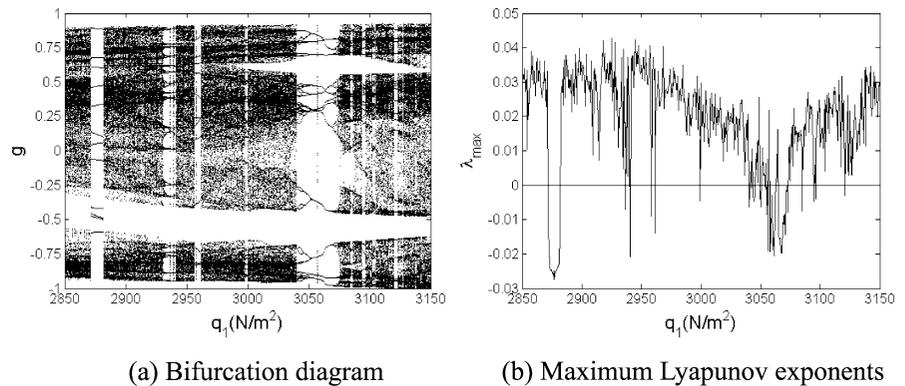 1
0.75
0.5
0.25
0
-0.25
-0.5
-0.75
-1
g
2850 2900 2950 3000 3050 3100 3150
q1(N/m2)
0.05
0.04
0.03
0.02
0.01
0
-0.01
-0.02
-0.03
λmax
2850 2900 2950 3000 3050 3100 3150
q1(N/m2)
(a) Bifurcation diagram
(b) Maximum Lyapunov exponents